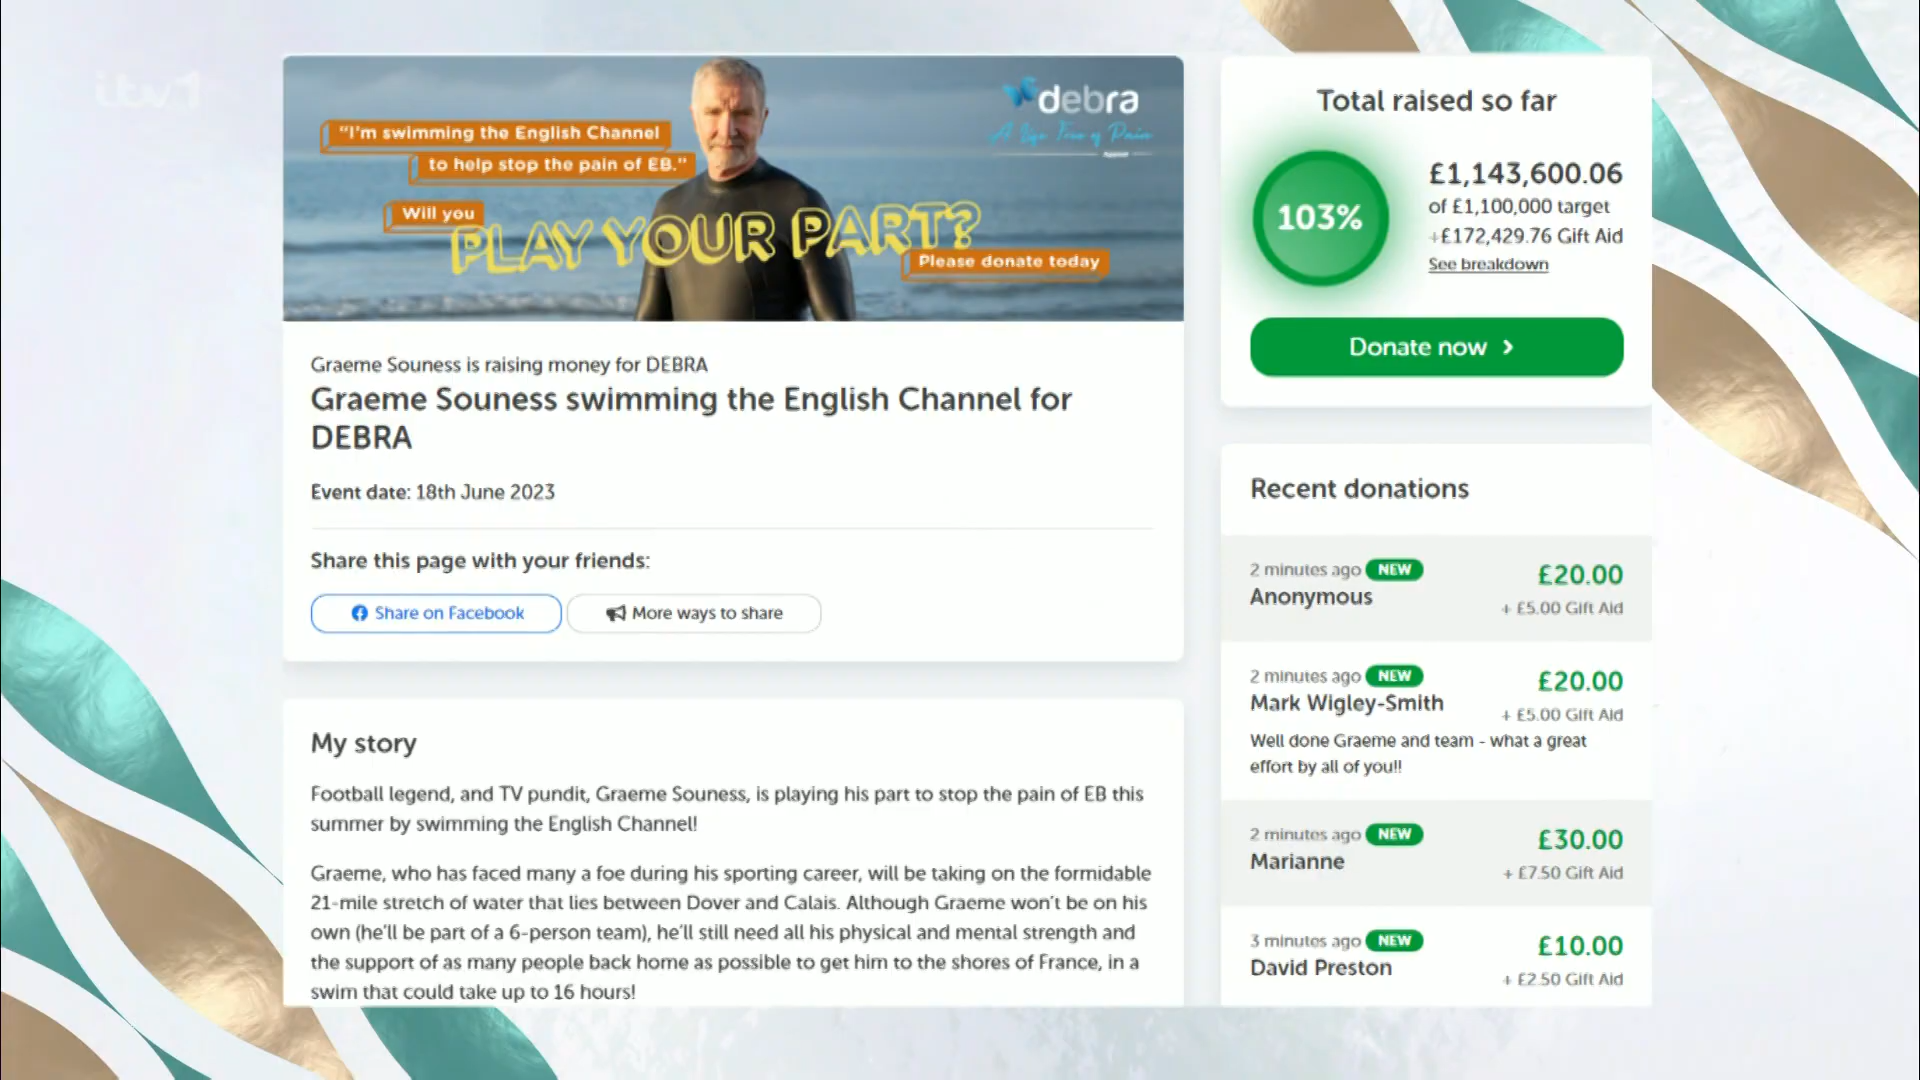 itv1
"I'm swimming the English Channel
to help stop the pain of EB."
Will you
PLAY YOUR PART?
Please donate today
debra
A Life Free of Pain
Appeal
Graeme Souness is raising money for DEBRA
Graeme Souness swimming the English Channel for
DEBRA
Event date: 18th June 2023
Share this page with your friends:
Share on Facebook
More ways to share
My story
Football legend, and TV pundit, Graeme Souness, is playing his part to stop the pain of EB this
summer by swimming the English Channel!
Graeme, who has faced many a foe during his sporting career, will be taking on the formidable
21-mile stretch of water that lies between Dover and Calais. Although Graeme won't be on his
own (he'll be part of a 6-person team), he'll still need all his physical and mental strength and
the support of as many people back home as possible to get him to the shores of France, in a
swim that could take up to 16 hours!
Total raised so far
103%
£1,143,600.06
of £1,100,000 target
+£172,429.76 Gift Aid
See breakdown
Donate now
Recent donations
2 minutes ago NEW
£20.00
Anonymous
+ £5.00 Gift Aid
2 minutes ago NEW
£20.00
Mark Wigley-Smith
+ £5.00 Gift Aid
Well done Graeme and team - what a great
effort by all of you!!
2 minutes ago NEW
£30.00
Marianne
+ £7.50 Gift Aid
3 minutes ago NEW
£10.00
David Preston
+ £2.50 Gift Aid